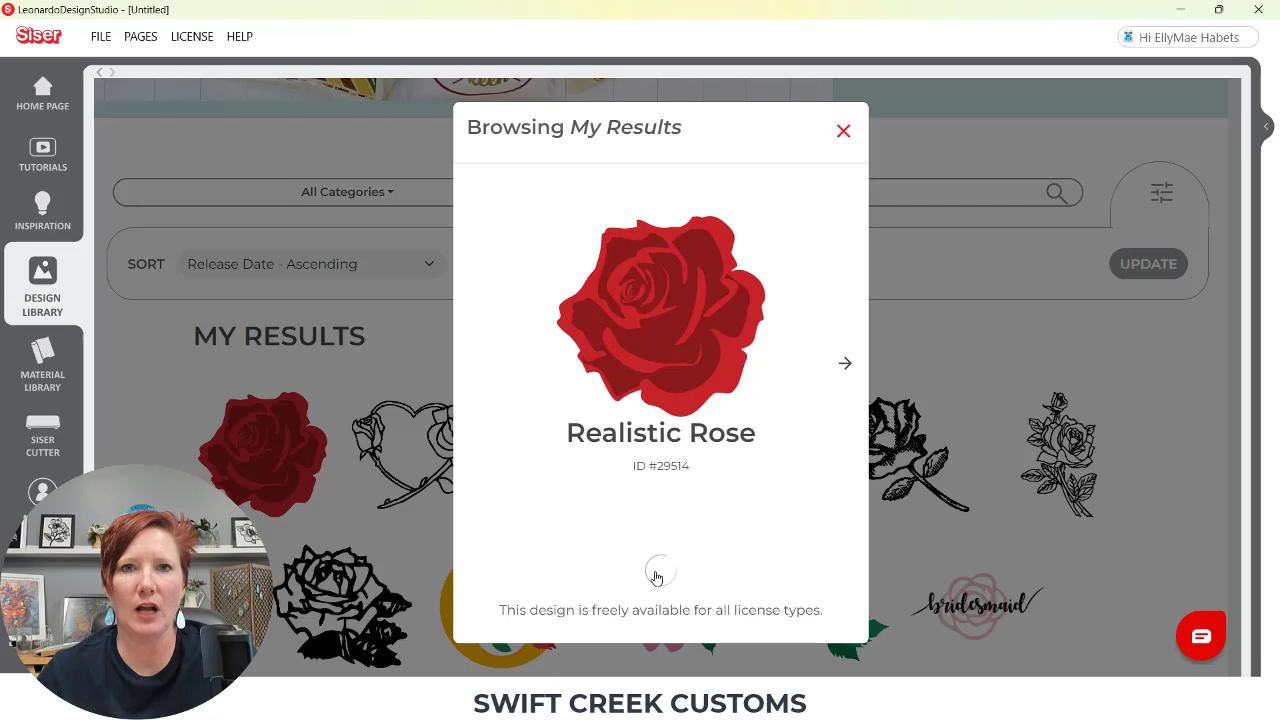 LeonardoDesignStudio - [Untitled]
Siser
FILE PAGES LICENSE HELP
Hi EllyMae Habets
HOME PAGE
TUTORIALS
INSPIRATION
DESIGN
LIBRARY
MATERIAL
LIBRARY
SISER
CUTTER
All Categories
SORT Release Date - Ascending
UPDATE
MY RESULTS
Browsing My Results
Realistic Rose
ID #29514
This design is freely available for all license types.
bridesmaid
SWIFT CREEK CUSTOMS